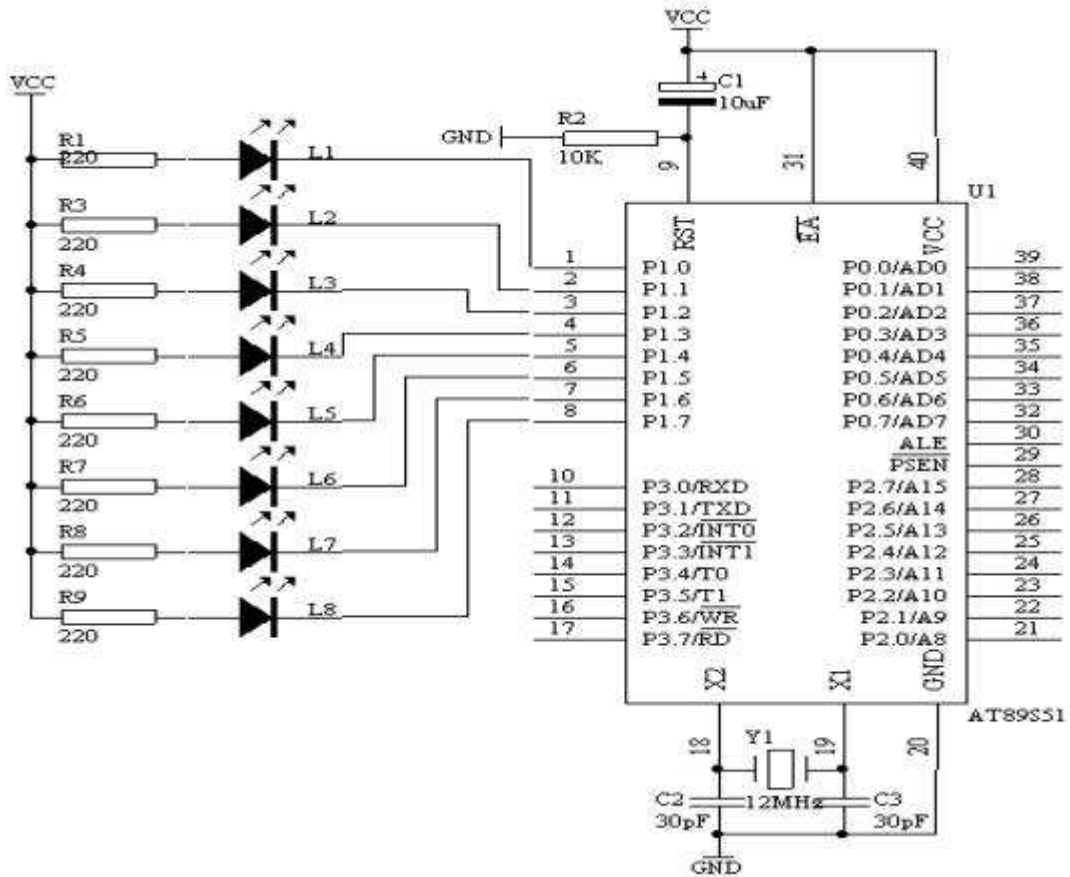 VCC
VCC
R1
220
L1
R3
220
L2
R4
220
L3
R5
220
L4
R6
220
L5
R7
220
L6
R8
220
L7
R9
220
L8
+ C1
10uF
R2
GND
10K
9
31
40
U1
RST
EA
VCC
1 P1.0 P0.0/AD0 39
2 P1.1 P0.1/AD1 38
3 P1.2 P0.2/AD2 37
4 P1.3 P0.3/AD3 36
5 P1.4 P0.4/AD4 35
6 P1.5 P0.5/AD5 34
7 P1.6 P0.6/AD6 33
8 P1.7 P0.7/AD7 32
ALE 30
PSEN 29
10 P3.0/RXD P2.7/A15 28
11 P3.1/TXD P2.6/A14 27
12 P3.2/INT0 P2.5/A13 26
13 P3.3/INT1 P2.4/A12 25
14 P3.4/T0 P2.3/A11 24
15 P3.5/T1 P2.2/A10 23
16 P3.6/WR P2.1/A9 22
17 P3.7/RD P2.0/A8 21
X2
X1
GND
AT89S51
18
Y1
19
20
C2
12MHz
C3
30pF
30pF
GND